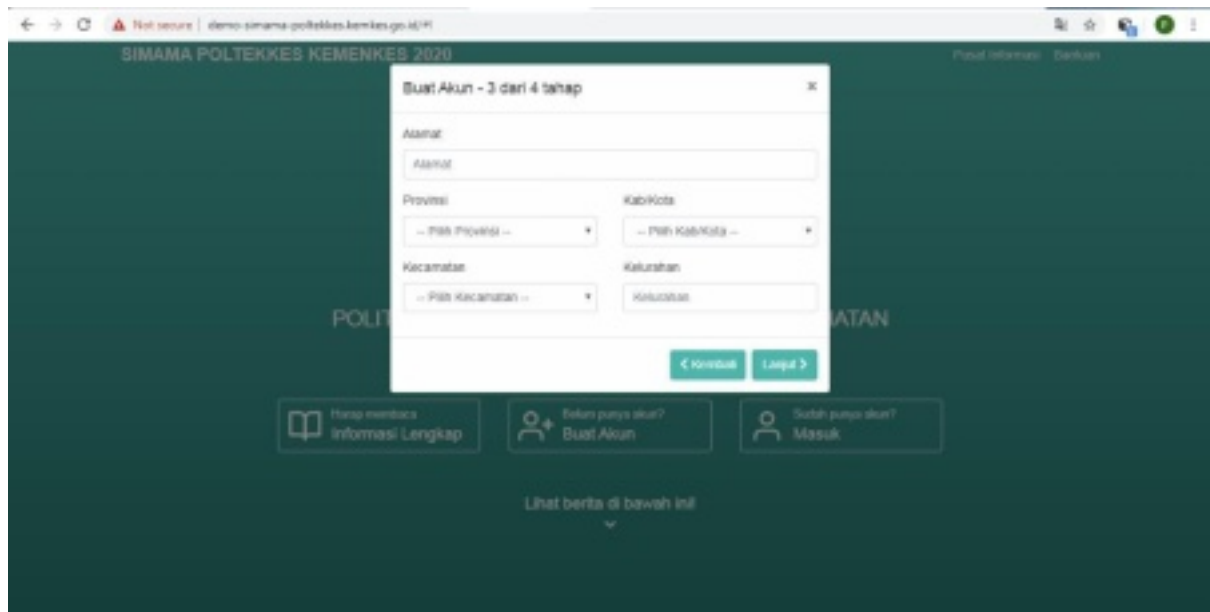 Not secure | demo-simama-poltekkes.kemkes.go.id/#!
SIMAMA POLTEKKES KEMENKES 2020
Pusat Informasi Bantuan
Buat Akun - 3 dari 4 tahap
×
Alamat
Alamat
Provinsi Kab/Kota
-- Pilih Provinsi -- -- Pilih Kab/Kota --
Kecamatan Kelurahan
-- Pilih Kecamatan -- Kelurahan
POLIT ATAN
< Kembali Lanjut >
Harap membaca Belum punya akun? Sudah punya akun?
Informasi Lengkap Buat Akun Masuk
Lihat berita di bawah ini!